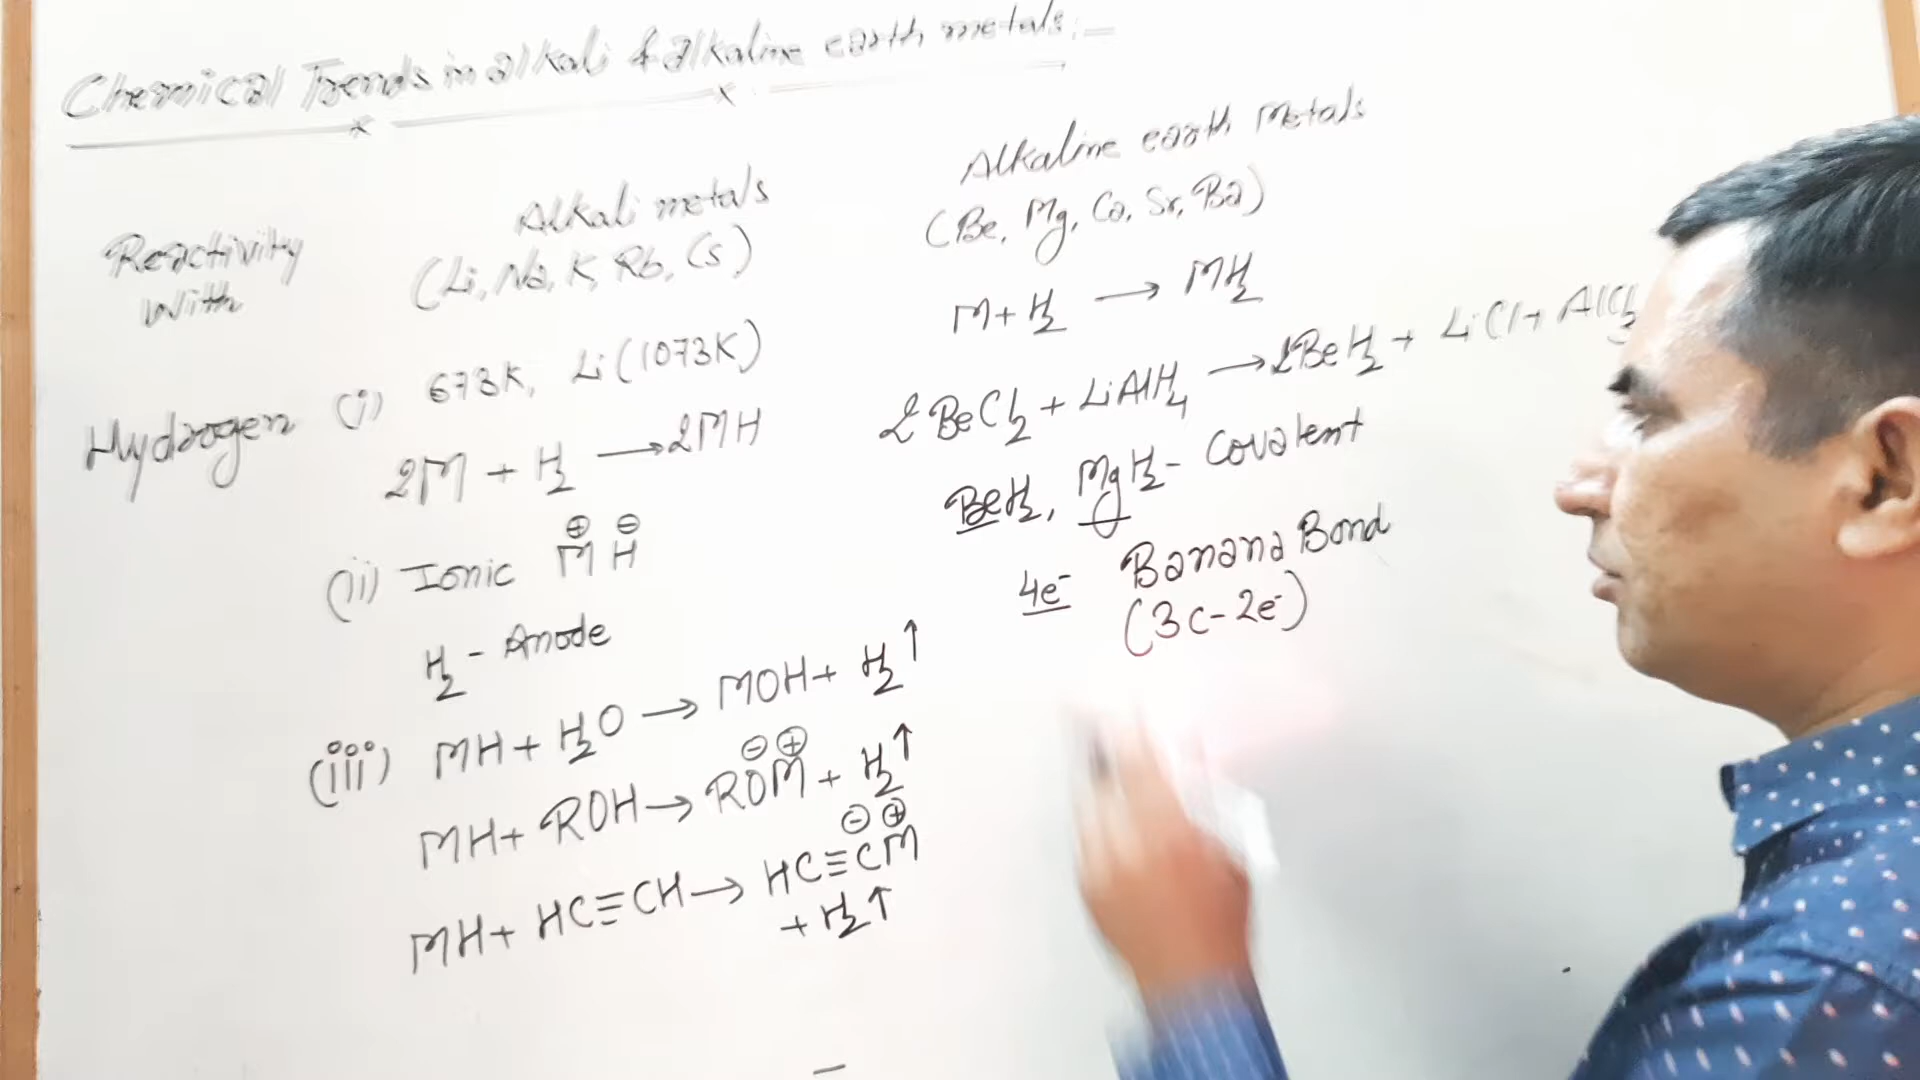 Chemical Trends in alkali & alkaline earth metals:-
Reactivity
With
Alkali metals
(Li, Na, K, Rb, Cs)
Alkaline earth Metals
(Be, Mg, Ca, Sr, Ba)
Hydrogen
(i) 673K, Li (1073K)
2M + H2 → 2MH
(ii) Ionic M⊕ H⊖
H2 - Anode
(iii) MH + H2O → MOH + H2↑
MH + ROH → RO⊖M⊕ + H2↑
MH + HC≡CH → HC≡C⊖M⊕
+ H2↑
M + H2 → MH2
2BeCl2 + LiAlH4 → 2BeH2 + LiCl + AlCl3
BeH2, MgH2 - Covalent
4e⁻ Banana Bond
(3c-2e⁻)